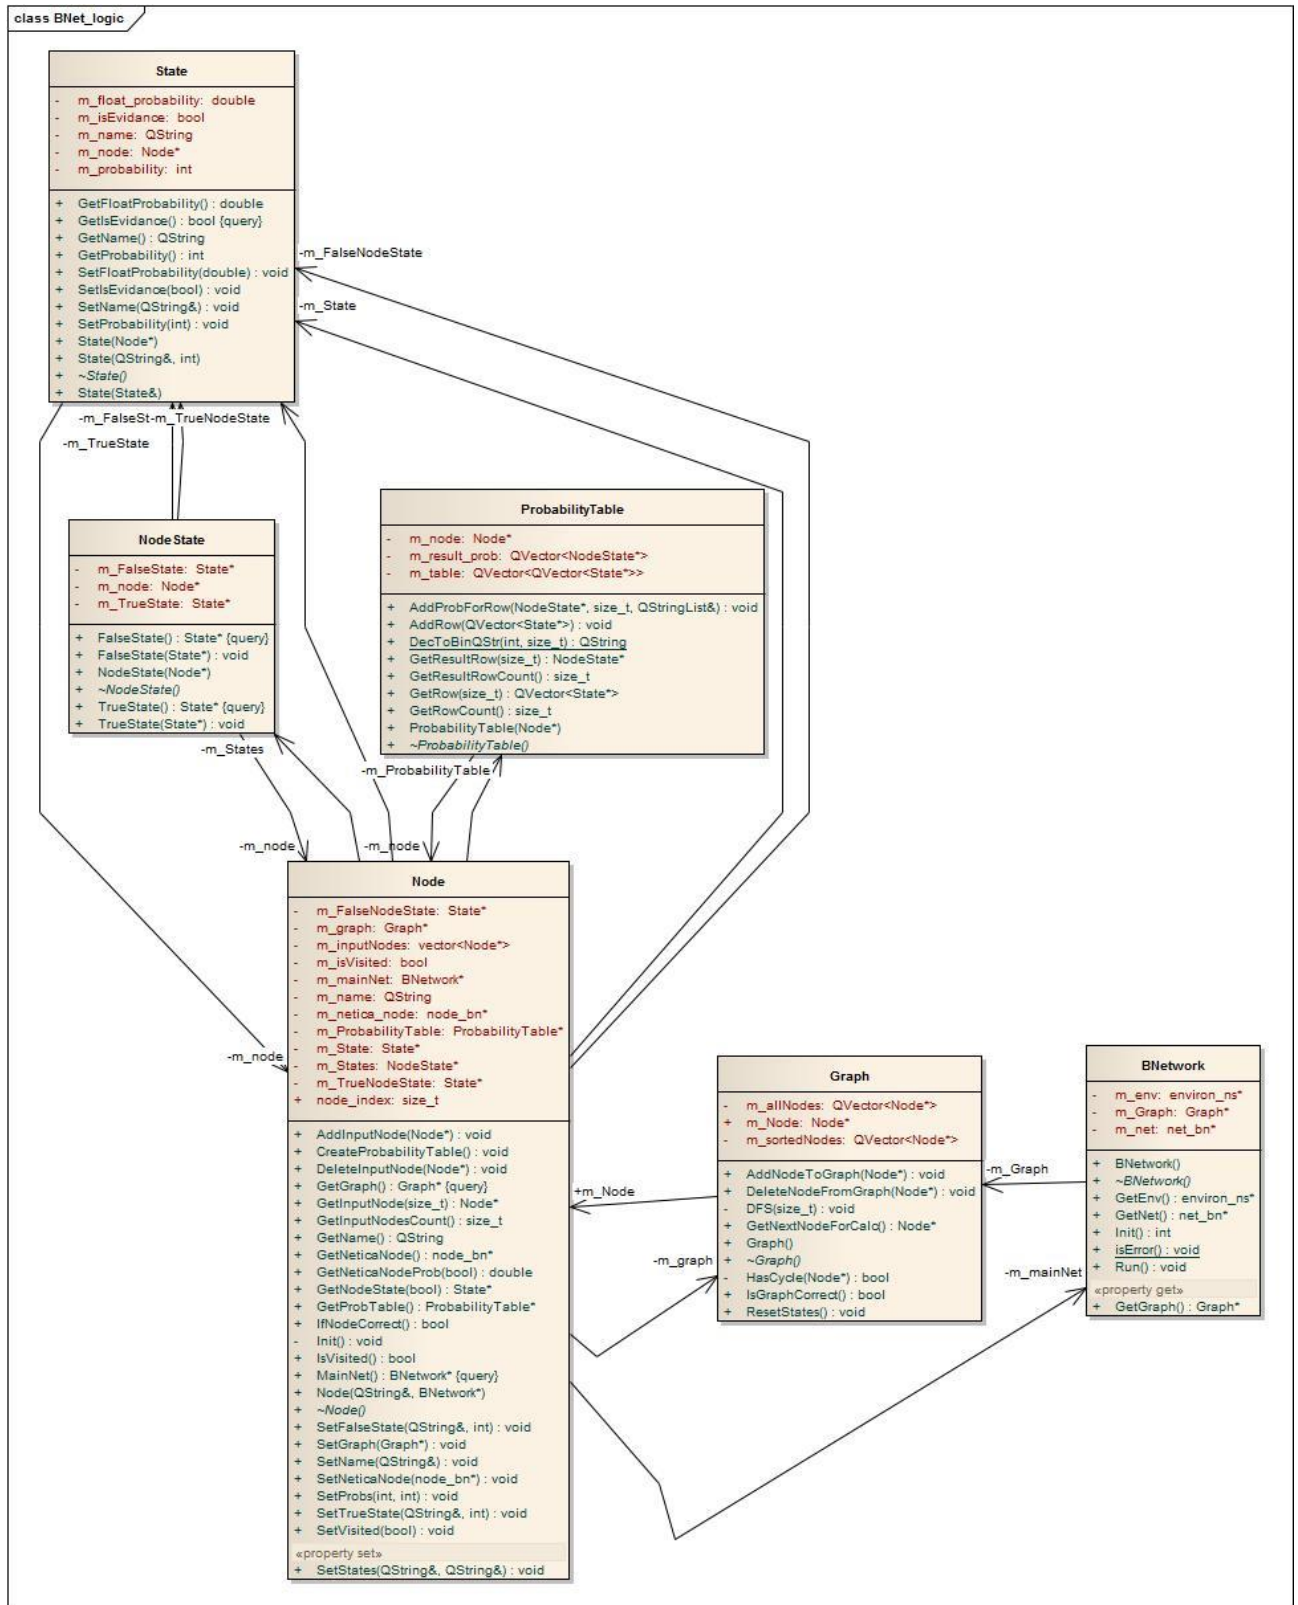 class BNet_logic
State
- m_float_probability: double
- m_isEvidance: bool
- m_name: QString
- m_node: Node*
- m_probability: int
+ GetFloatProbability() : double
+ GetIsEvidance() : bool {query}
+ GetName() : QString
+ GetProbability() : int
+ SetFloatProbability(double) : void
+ SetIsEvidance(bool) : void
+ SetName(QString&) : void
+ SetProbability(int) : void
+ State(Node*)
+ State(QString&, int)
+ ~State()
+ State(State&)
-m_FalseNodeState
-m_State
-m_FalseSt-m_TrueNodeState
-m_TrueState
NodeState
- m_FalseState: State*
- m_node: Node*
- m_TrueState: State*
+ FalseState() : State* {query}
+ FalseState(State*) : void
+ NodeState(Node*)
+ ~NodeState()
+ TrueState() : State* {query}
+ TrueState(State*) : void
ProbabilityTable
- m_node: Node*
- m_result_prob: QVector<NodeState*>
- m_table: QVector<QVector<State*>>
+ AddProbForRow(NodeState*, size_t, QStringList&) : void
+ AddRow(QVector<State*>) : void
+ DecToBinQStr(int, size_t) : QString
+ GetResultRow(size_t) : NodeState*
+ GetResultRowCount() : size_t
+ GetRow(size_t) : QVector<State*>
+ GetRowCount() : size_t
+ ProbabilityTable(Node*)
+ ~ProbabilityTable()
-m_States
-m_ProbabilityTable
-m_node
-m_node
-m_node
Node
- m_FalseNodeState: State*
- m_graph: Graph*
- m_inputNodes: vector<Node*>
- m_isVisited: bool
- m_mainNet: BNetwork*
- m_name: QString
- m_netica_node: node_bn*
- m_ProbabilityTable: ProbabilityTable*
- m_State: State*
- m_States: NodeState*
- m_TrueNodeState: State*
+ node_index: size_t
+ AddInputNode(Node*) : void
+ CreateProbabilityTable() : void
+ DeleteInputNode(Node*) : void
+ GetGraph() : Graph* {query}
+ GetInputNode(size_t) : Node*
+ GetInputNodesCount() : size_t
+ GetName() : QString
+ GetNeticaNode() : node_bn*
+ GetNeticaNodeProb(bool) : double
+ GetNodeState(bool) : State*
+ GetProbTable() : ProbabilityTable*
+ IfNodeCorrect() : bool
- Init() : void
+ IsVisited() : bool
+ MainNet() : BNetwork* {query}
+ Node(QString&, BNetwork*)
+ ~Node()
+ SetFalseState(QString&, int) : void
+ SetGraph(Graph*) : void
+ SetName(QString&) : void
+ SetNeticaNode(node_bn*) : void
+ SetProbs(int, int) : void
+ SetTrueState(QString&, int) : void
+ SetVisited(bool) : void
«property set»
+ SetStates(QString&, QString&) : void
+m_Node
-m_graph
Graph
- m_allNodes: QVector<Node*>
+ m_Node: Node*
- m_sortedNodes: QVector<Node*>
+ AddNodeToGraph(Node*) : void
+ DeleteNodeFromGraph(Node*) : void
- DFS(size_t) : void
+ GetNextNodeForCalc() : Node*
+ Graph()
+ ~Graph()
- HasCycle(Node*) : bool
+ IsGraphCorrect() : bool
+ ResetStates() : void
-m_Graph
-m_mainNet
BNetwork
- m_env: environ_ns*
- m_Graph: Graph*
- m_net: net_bn*
+ BNetwork()
+ ~BNetwork()
+ GetEnv() : environ_ns*
+ GetNet() : net_bn*
+ Init() : int
+ isError() : void
+ Run() : void
«property get»
+ GetGraph() : Graph*